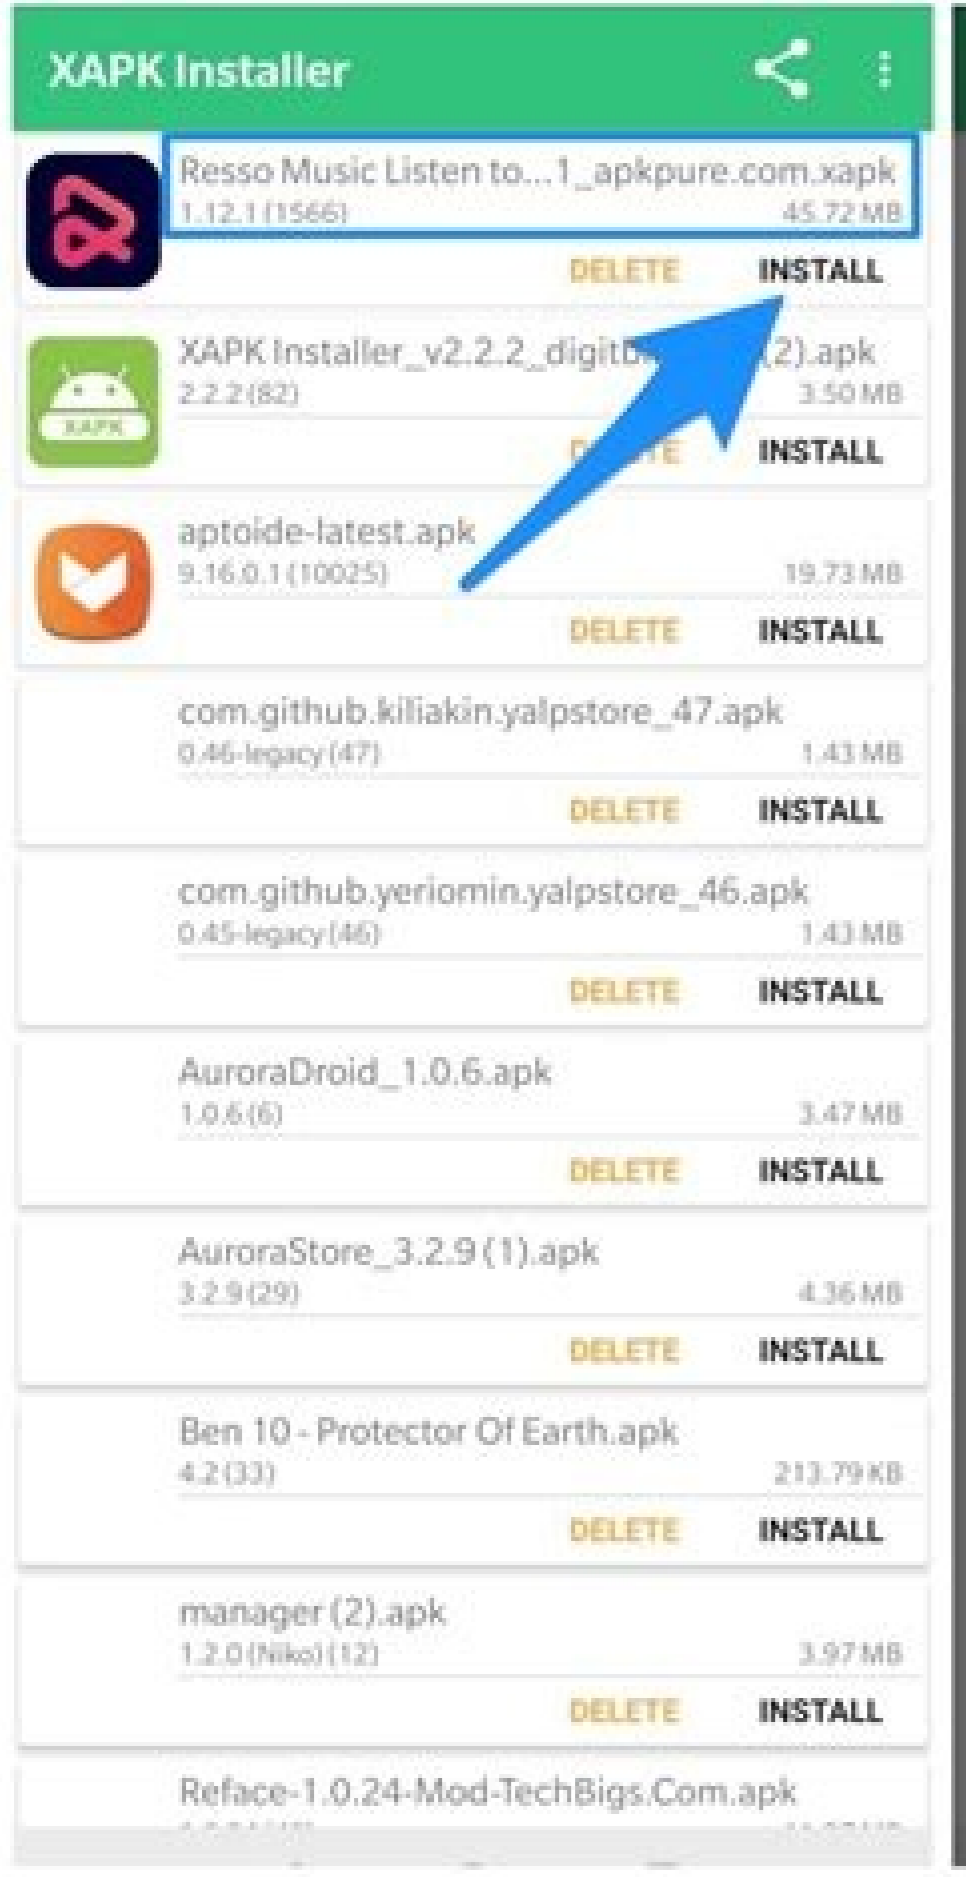 XAPK Installer
Resso Music Listen to...1_apkpure.com.xapk
1.12.1 (1566) 45.72 MB
DELETE INSTALL
XAPK Installer_v2.2.2_digit (2).apk
2.2.2 (82) 3.50 MB
XAPK
INSTALL
aptoide-latest.apk
9.16.0.1 (10025) 19.73 MB
DELETE INSTALL
com.github.kiliakin.yalpstore_47.apk
0.46-legacy (47) 1.43 MB
DELETE INSTALL
com.github.yeriomin.yalpstore_46.apk
0.45-legacy (46) 1.43 MB
DELETE INSTALL
AuroraDroid_1.0.6.apk
1.0.6 (6) 3.47 MB
DELETE INSTALL
AuroraStore_3.2.9 (1).apk
3.2.9 (29) 4.36 MB
DELETE INSTALL
Ben 10 - Protector Of Earth.apk
4.2 (33) 213.79 KB
DELETE INSTALL
manager (2).apk
1.2.0 (Niko) (12) 3.97 MB
DELETE INSTALL
Reface-1.0.24-Mod-TechBigs.Com.apk